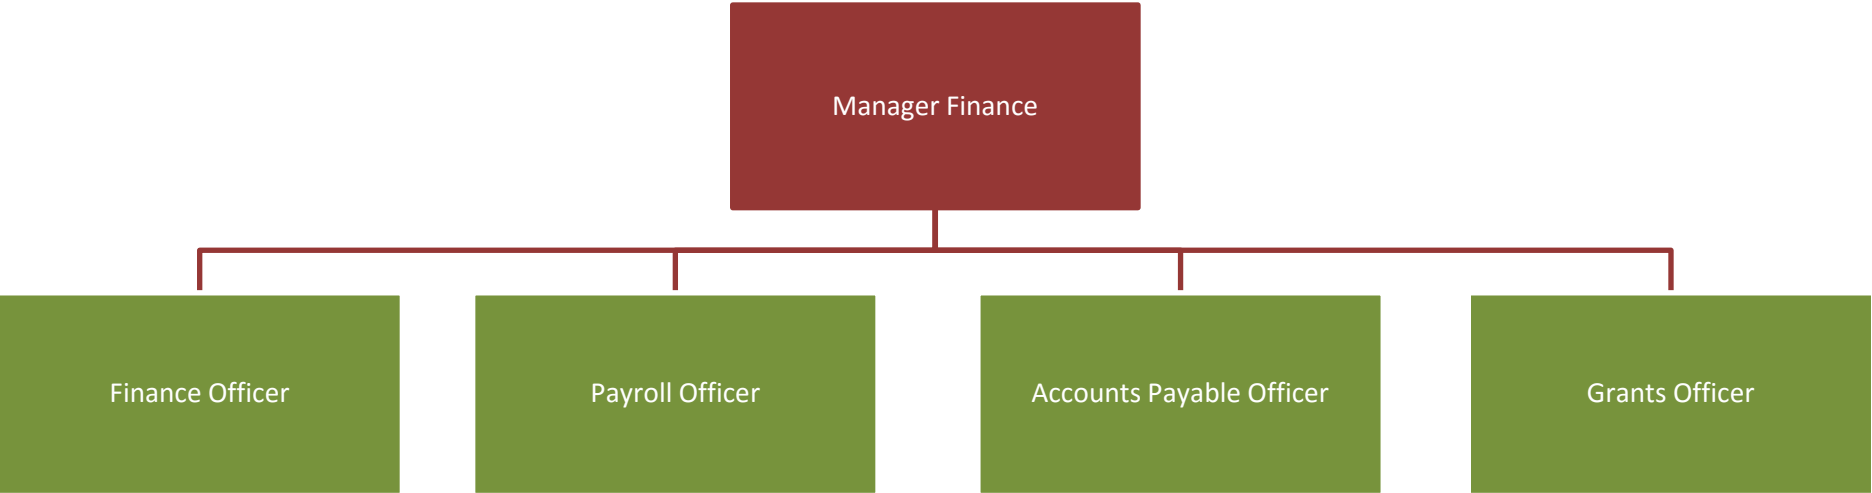 Manager Finance
Finance Officer
Payroll Officer
Accounts Payable Officer
Grants Officer